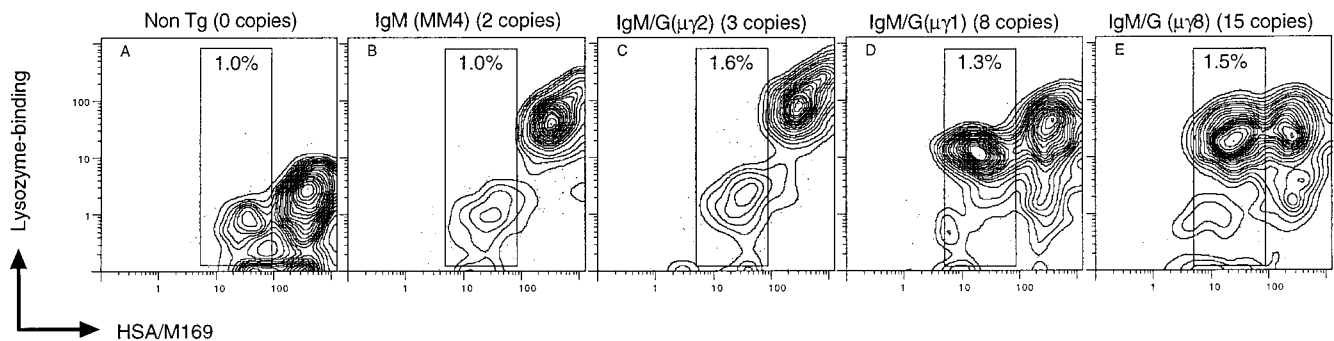 Non Tg (0 copies) IgM (MM4) (2 copies) IgM/G(μγ2) (3 copies) IgM/G(μγ1) (8 copies) IgM/G (μγ8) (15 copies)
A B C D E
1.0% 1.0% 1.6% 1.3% 1.5%
Lysozyme-binding
100
10
1
1 10 100 1 10 100 1 10 100 1 10 100 1 10 100
HSA/M169